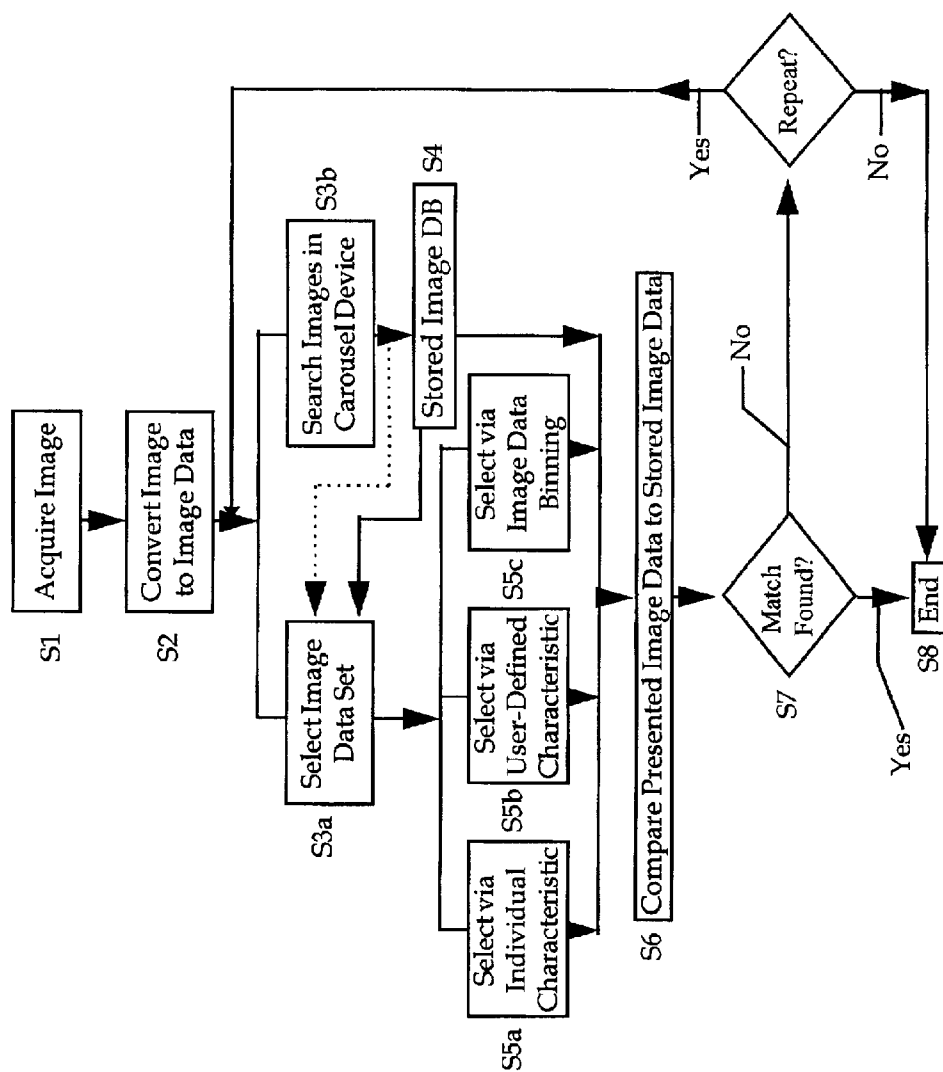 S1
Acquire Image
S2
Convert Image
to Image Data
S3a
Select Image
Data Set
Search Images in
Carousel Device
S3b
Stored Image DB
S4
S5a
Select via
Individual
Characteristic
S5b
Select via
User-Defined
Characteristic
S5c
Select via
Image Data
Binning
S6
Compare Presented Image Data to Stored Image Data
S7
Match
Found?
No
Yes
Repeat?
Yes
No
S8
End